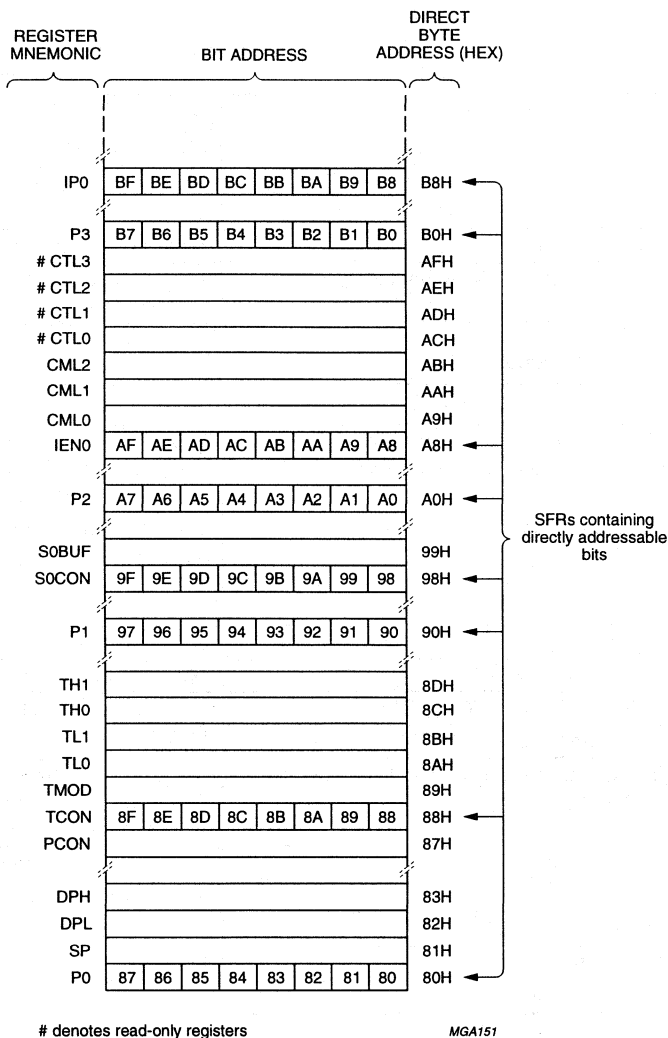 REGISTER MNEMONIC BIT ADDRESS DIRECT BYTE ADDRESS (HEX)
IP0 BF BE BD BC BB BA B9 B8 B8H
P3 B7 B6 B5 B4 B3 B2 B1 B0 B0H
# CTL3 AFH
# CTL2 AEH
# CTL1 ADH
# CTL0 ACH
CML2 ABH
CML1 AAH
CML0 A9H
IEN0 AF AE AD AC AB AA A9 A8 A8H
P2 A7 A6 A5 A4 A3 A2 A1 A0 A0H
SFRs containing
directly addressable
bits
S0BUF 99H
S0CON 9F 9E 9D 9C 9B 9A 99 98 98H
P1 97 96 95 94 93 92 91 90 90H
TH1 8DH
TH0 8CH
TL1 8BH
TL0 8AH
TMOD 89H
TCON 8F 8E 8D 8C 8B 8A 89 88 88H
PCON 87H
DPH 83H
DPL 82H
SP 81H
P0 87 86 85 84 83 82 81 80 80H
# denotes read-only registers MGA151